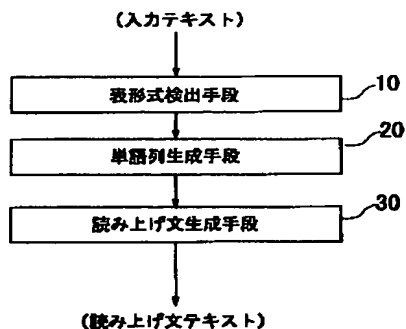 (入力テキスト)
表形式検出手段
10
単語列生成手段
20
読み上げ文生成手段
30
(読み上げ文テキスト)